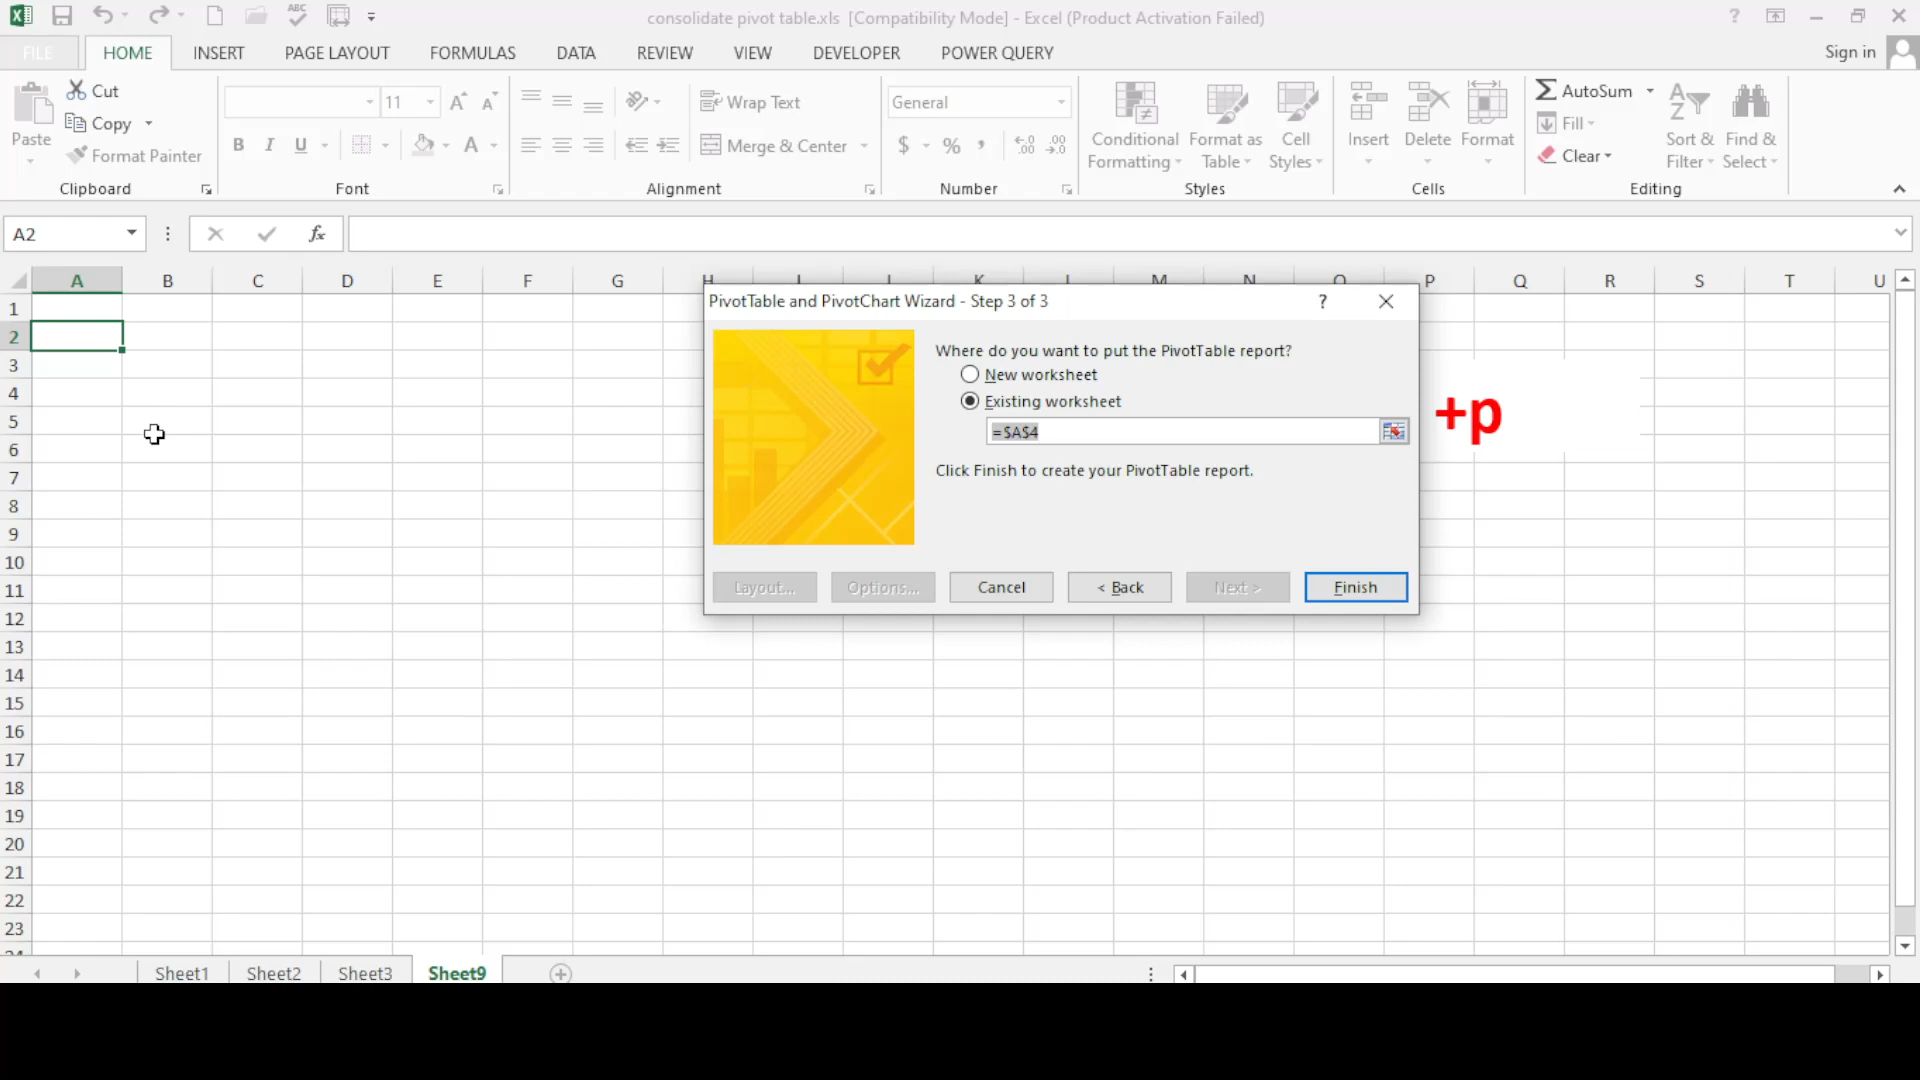 consolidate pivot table.xls [Compatibility Mode] - Excel (Product Activation Failed)
FILE HOME INSERT PAGE LAYOUT FORMULAS DATA REVIEW VIEW DEVELOPER POWER QUERY Sign in
Paste
Cut
Copy
Format Painter
Clipboard
11
B I U
Font
Wrap Text
Merge & Center
Alignment
General
$ % ,
Number
Conditional Formatting
Format as Table
Cell Styles
Styles
Insert
Delete
Format
Cells
AutoSum
Fill
Clear
Sort & Filter
Find & Select
Editing
A2
fx
A B C D E F G H I J K L M N O P Q R S T U
1
2
3
4
5
6
7
8
9
10
11
12
13
14
15
16
17
18
19
20
21
22
23
24
PivotTable and PivotChart Wizard - Step 3 of 3
Where do you want to put the PivotTable report?
New worksheet
Existing worksheet
=$A$4
Click Finish to create your PivotTable report.
Layout... Options... Cancel < Back Next > Finish
+p
Sheet1 Sheet2 Sheet3 Sheet9